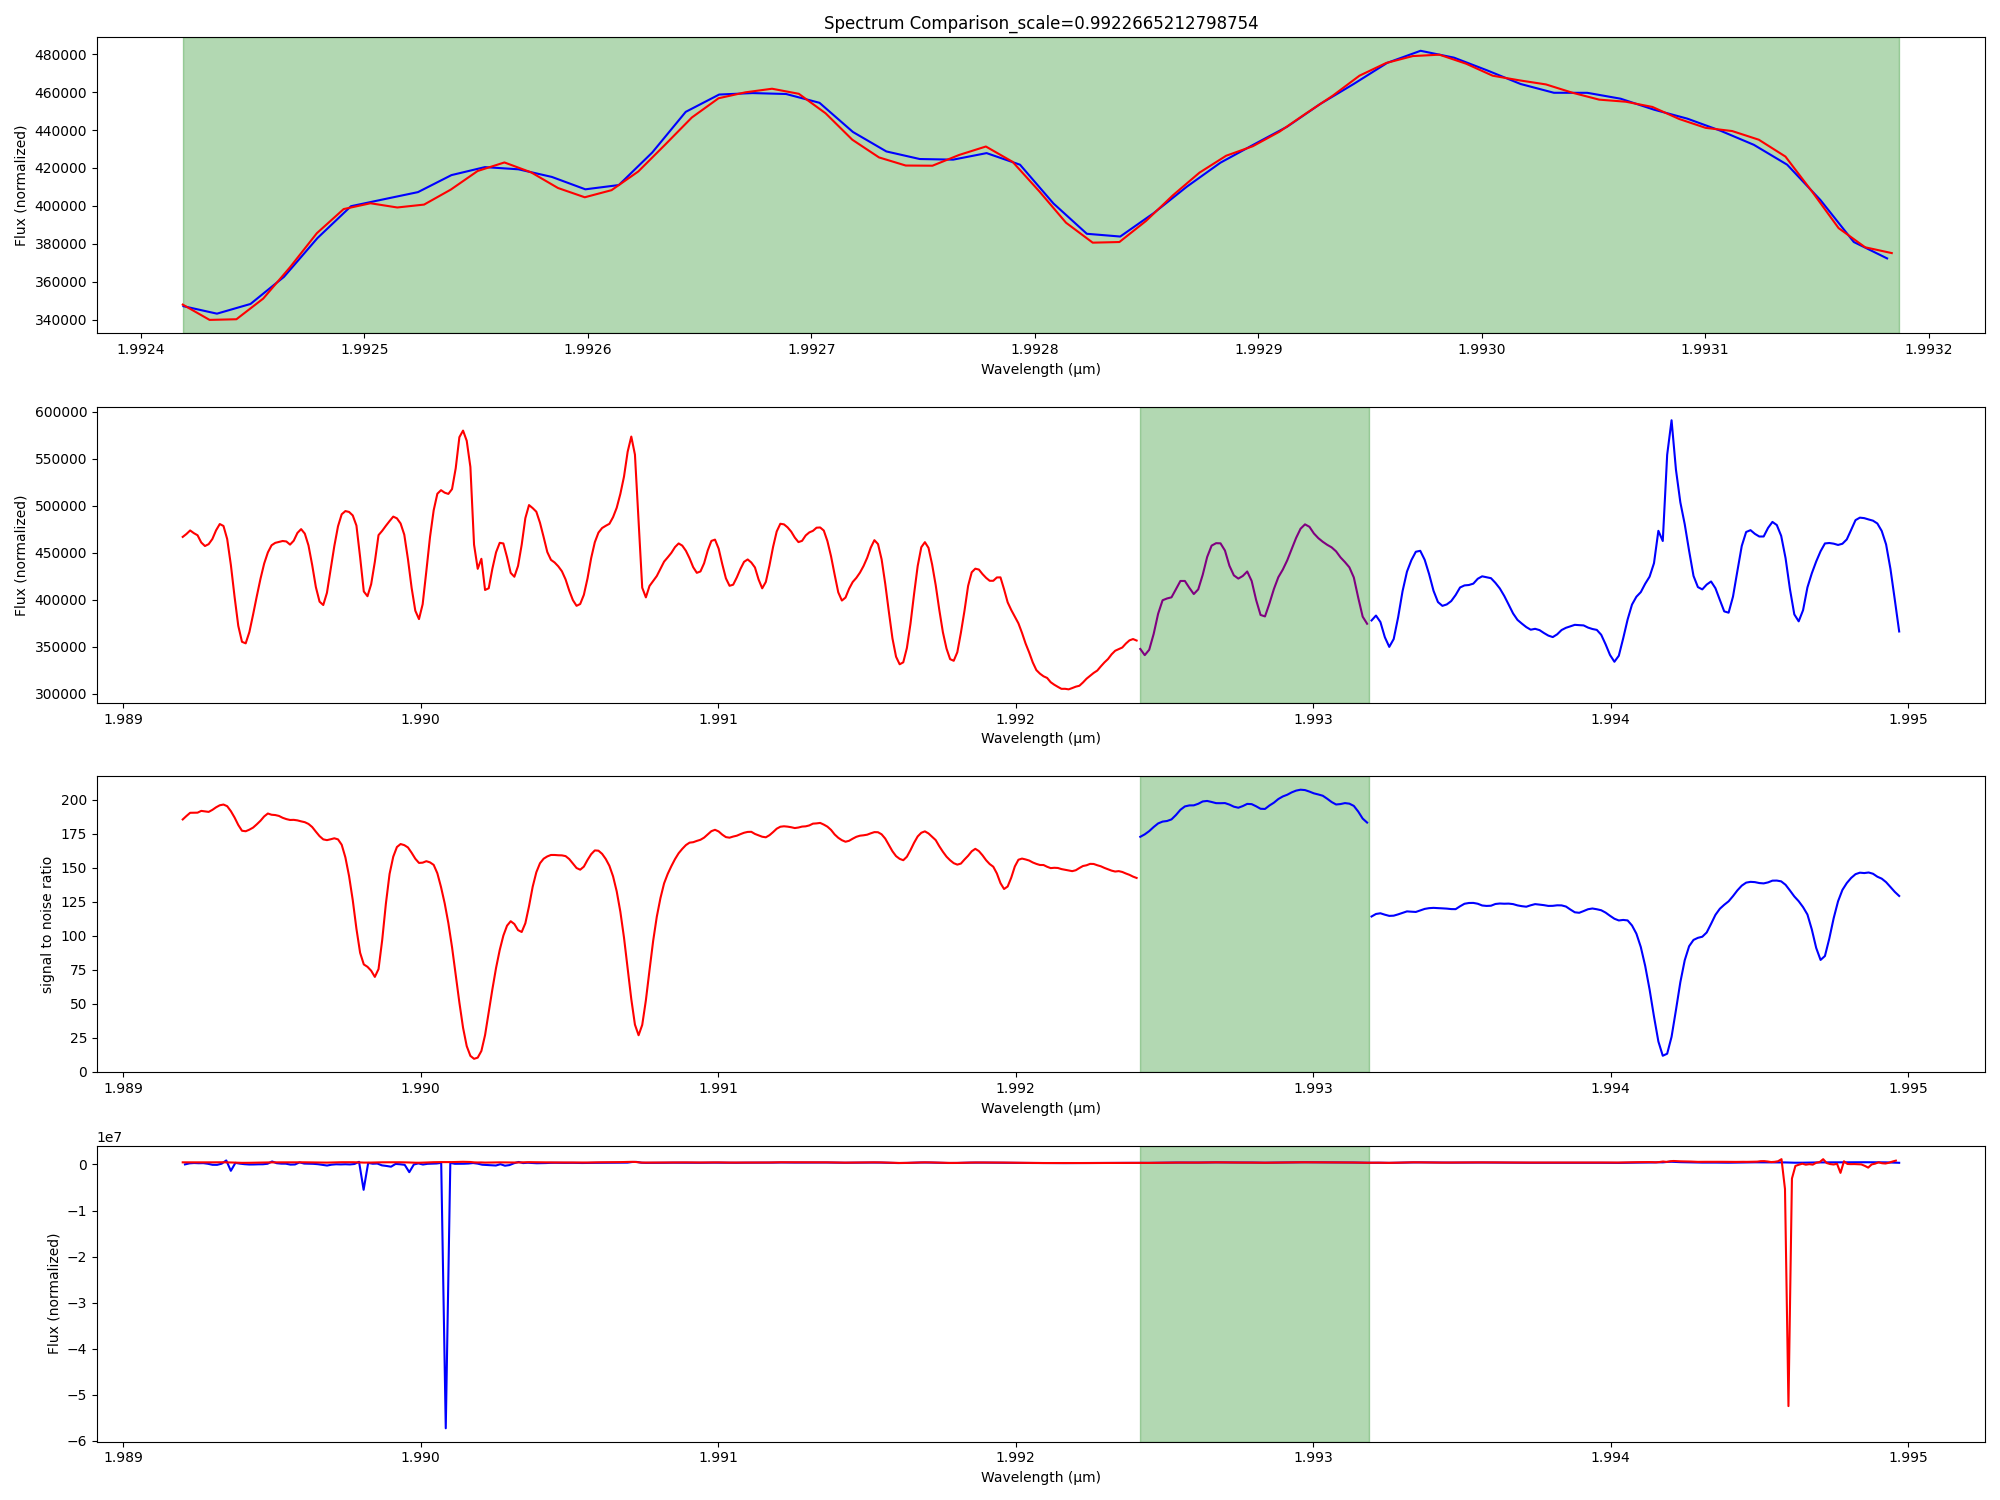 Spectrum Comparison_scale=0.9922665212798754
480000
460000
440000
420000
400000
380000
360000
340000
Flux (normalized)
1.9924 1.9925 1.9926 1.9927 1.9928 1.9929 1.9930 1.9931 1.9932
Wavelength (μm)
600000
550000
500000
450000
400000
350000
300000
Flux (normalized)
1.989 1.990 1.991 1.992 1.993 1.994 1.995
Wavelength (μm)
200
175
150
125
100
75
50
25
0
signal to noise ratio
1.989 1.990 1.991 1.992 1.993 1.994 1.995
Wavelength (μm)
1e7
0
−1
−2
−3
−4
−5
−6
Flux (normalized)
1.989 1.990 1.991 1.992 1.993 1.994 1.995
Wavelength (μm)